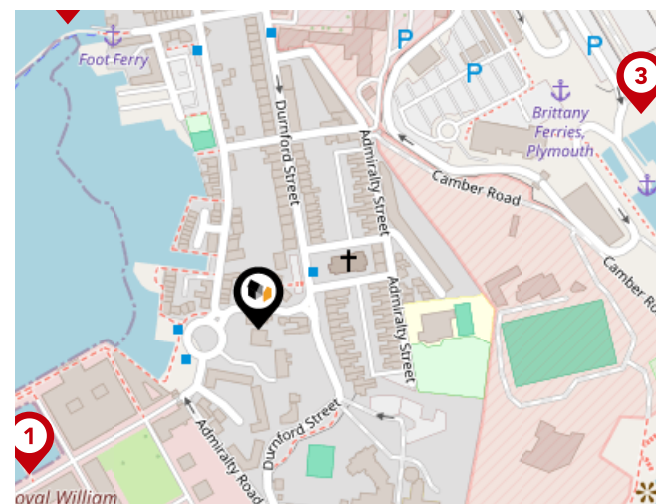 P
P
P
3
Foot Ferry
Brittany
Ferries,
Plymouth
Durnford Street
Admiralty Street
Camber Road
Camber Ro
Admiralty Street
1
Durnford Street
Admiralty Road
oyal William